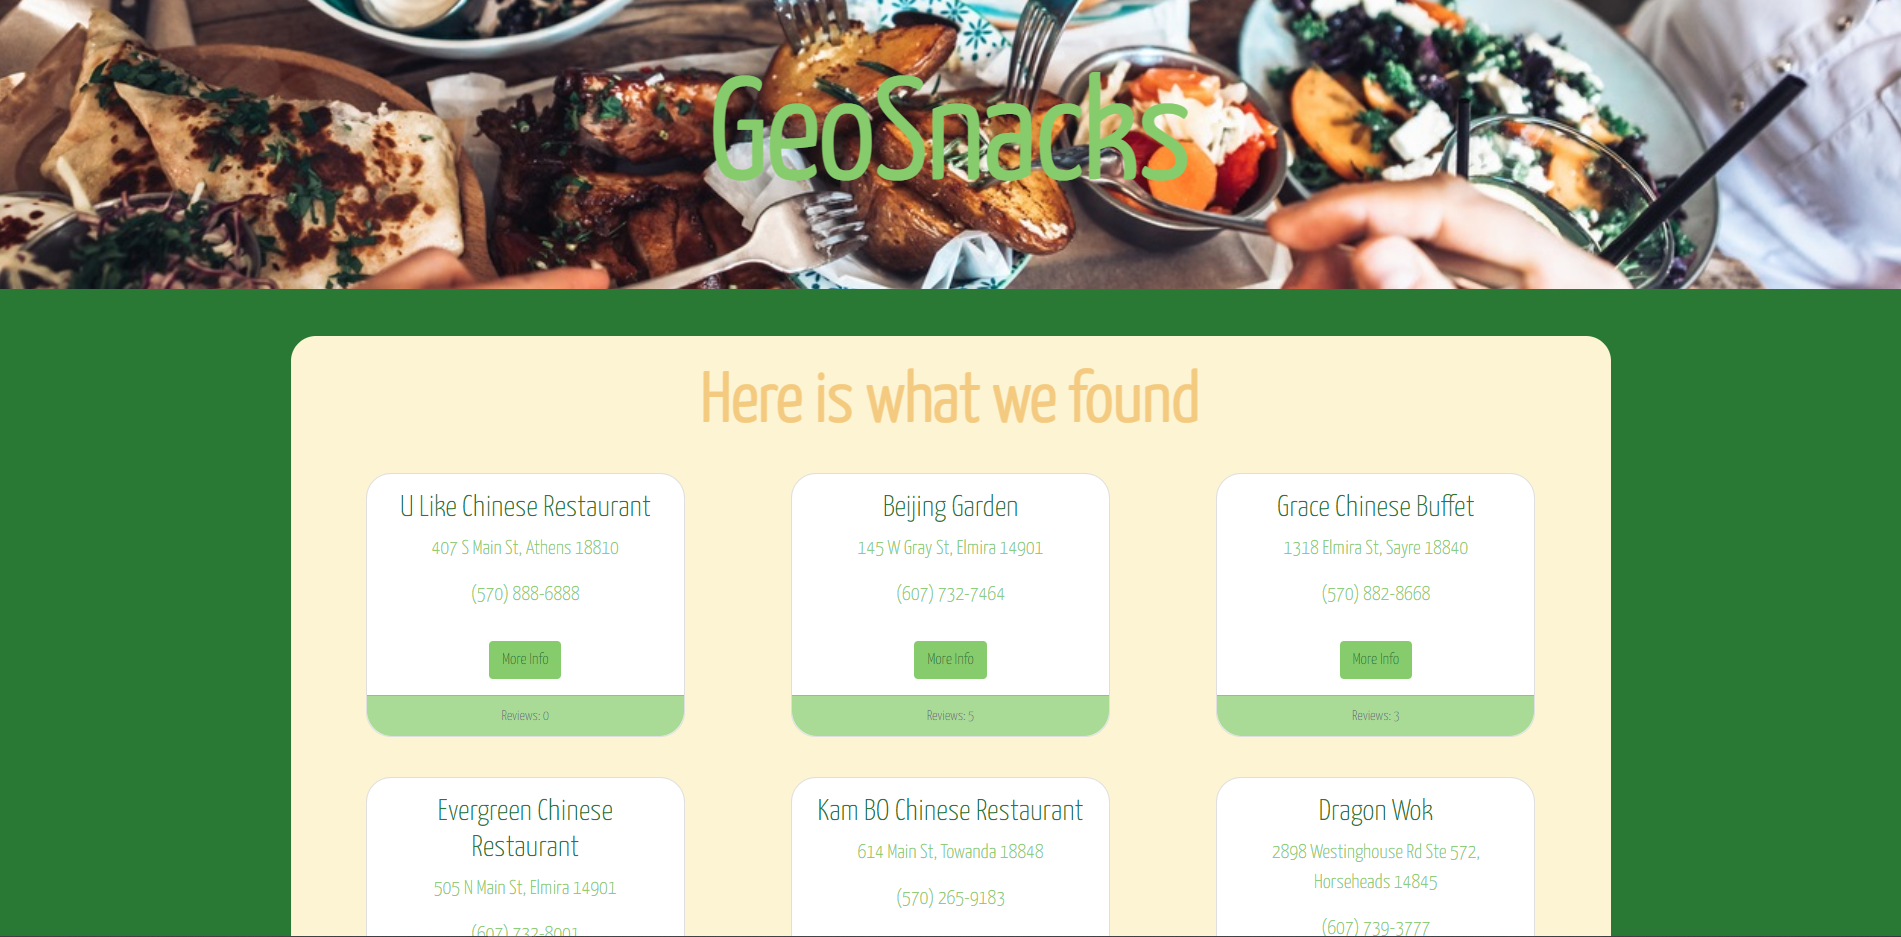 GeoSnacks
Here is what we found
U Like Chinese Restaurant
407 S Main St, Athens 18810
(570) 888-6888
More Info
Reviews: 0
Beijing Garden
145 W Gray St, Elmira 14901
(607) 732-7464
More Info
Reviews: 5
Grace Chinese Buffet
1318 Elmira St, Sayre 18840
(570) 882-8668
More Info
Reviews: 3
Evergreen Chinese
Restaurant
505 N Main St, Elmira 14901
(607) 732-8001
Kam BO Chinese Restaurant
614 Main St, Towanda 18848
(570) 265-9183
Dragon Wok
2898 Westinghouse Rd Ste 572,
Horseheads 14845
(607) 739-3777